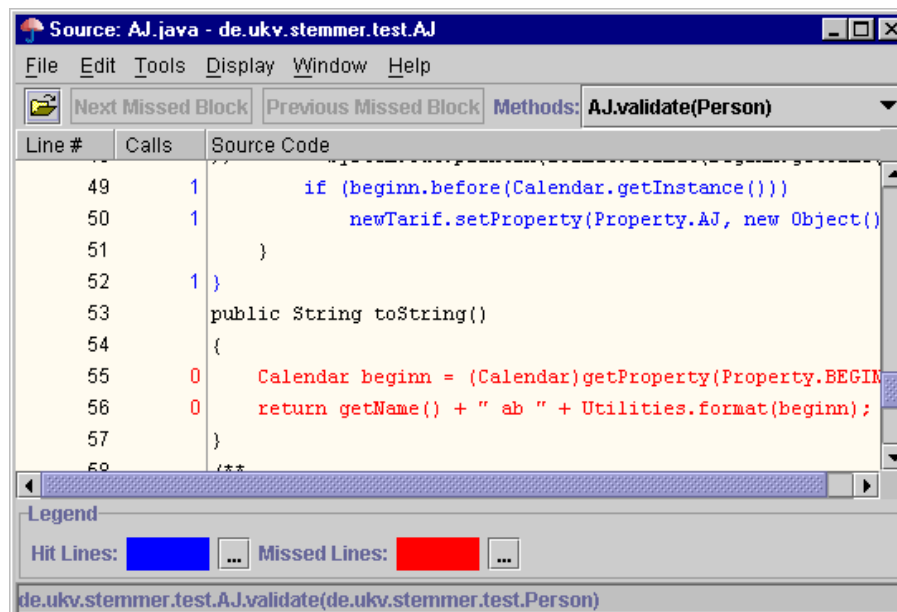 Source: AJ.java - de.ukv.stemmer.test.AJ
File Edit Tools Display Window Help
Next Missed Block Previous Missed Block Methods: AJ.validate(Person)
Line # Calls Source Code
49 1 if (beginn.before(Calendar.getInstance()))
50 1 newTarif.setProperty(Property.AJ, new Object()
51 }
52 1 }
53 public String toString()
54 {
55 0 Calendar beginn = (Calendar)getProperty(Property.BEGIN
56 0 return getName() + " ab " + Utilities.format(beginn);
57 }
58 /**
Legend
Hit Lines: ... Missed Lines: ...
de.ukv.stemmer.test.AJ.validate(de.ukv.stemmer.test.Person)